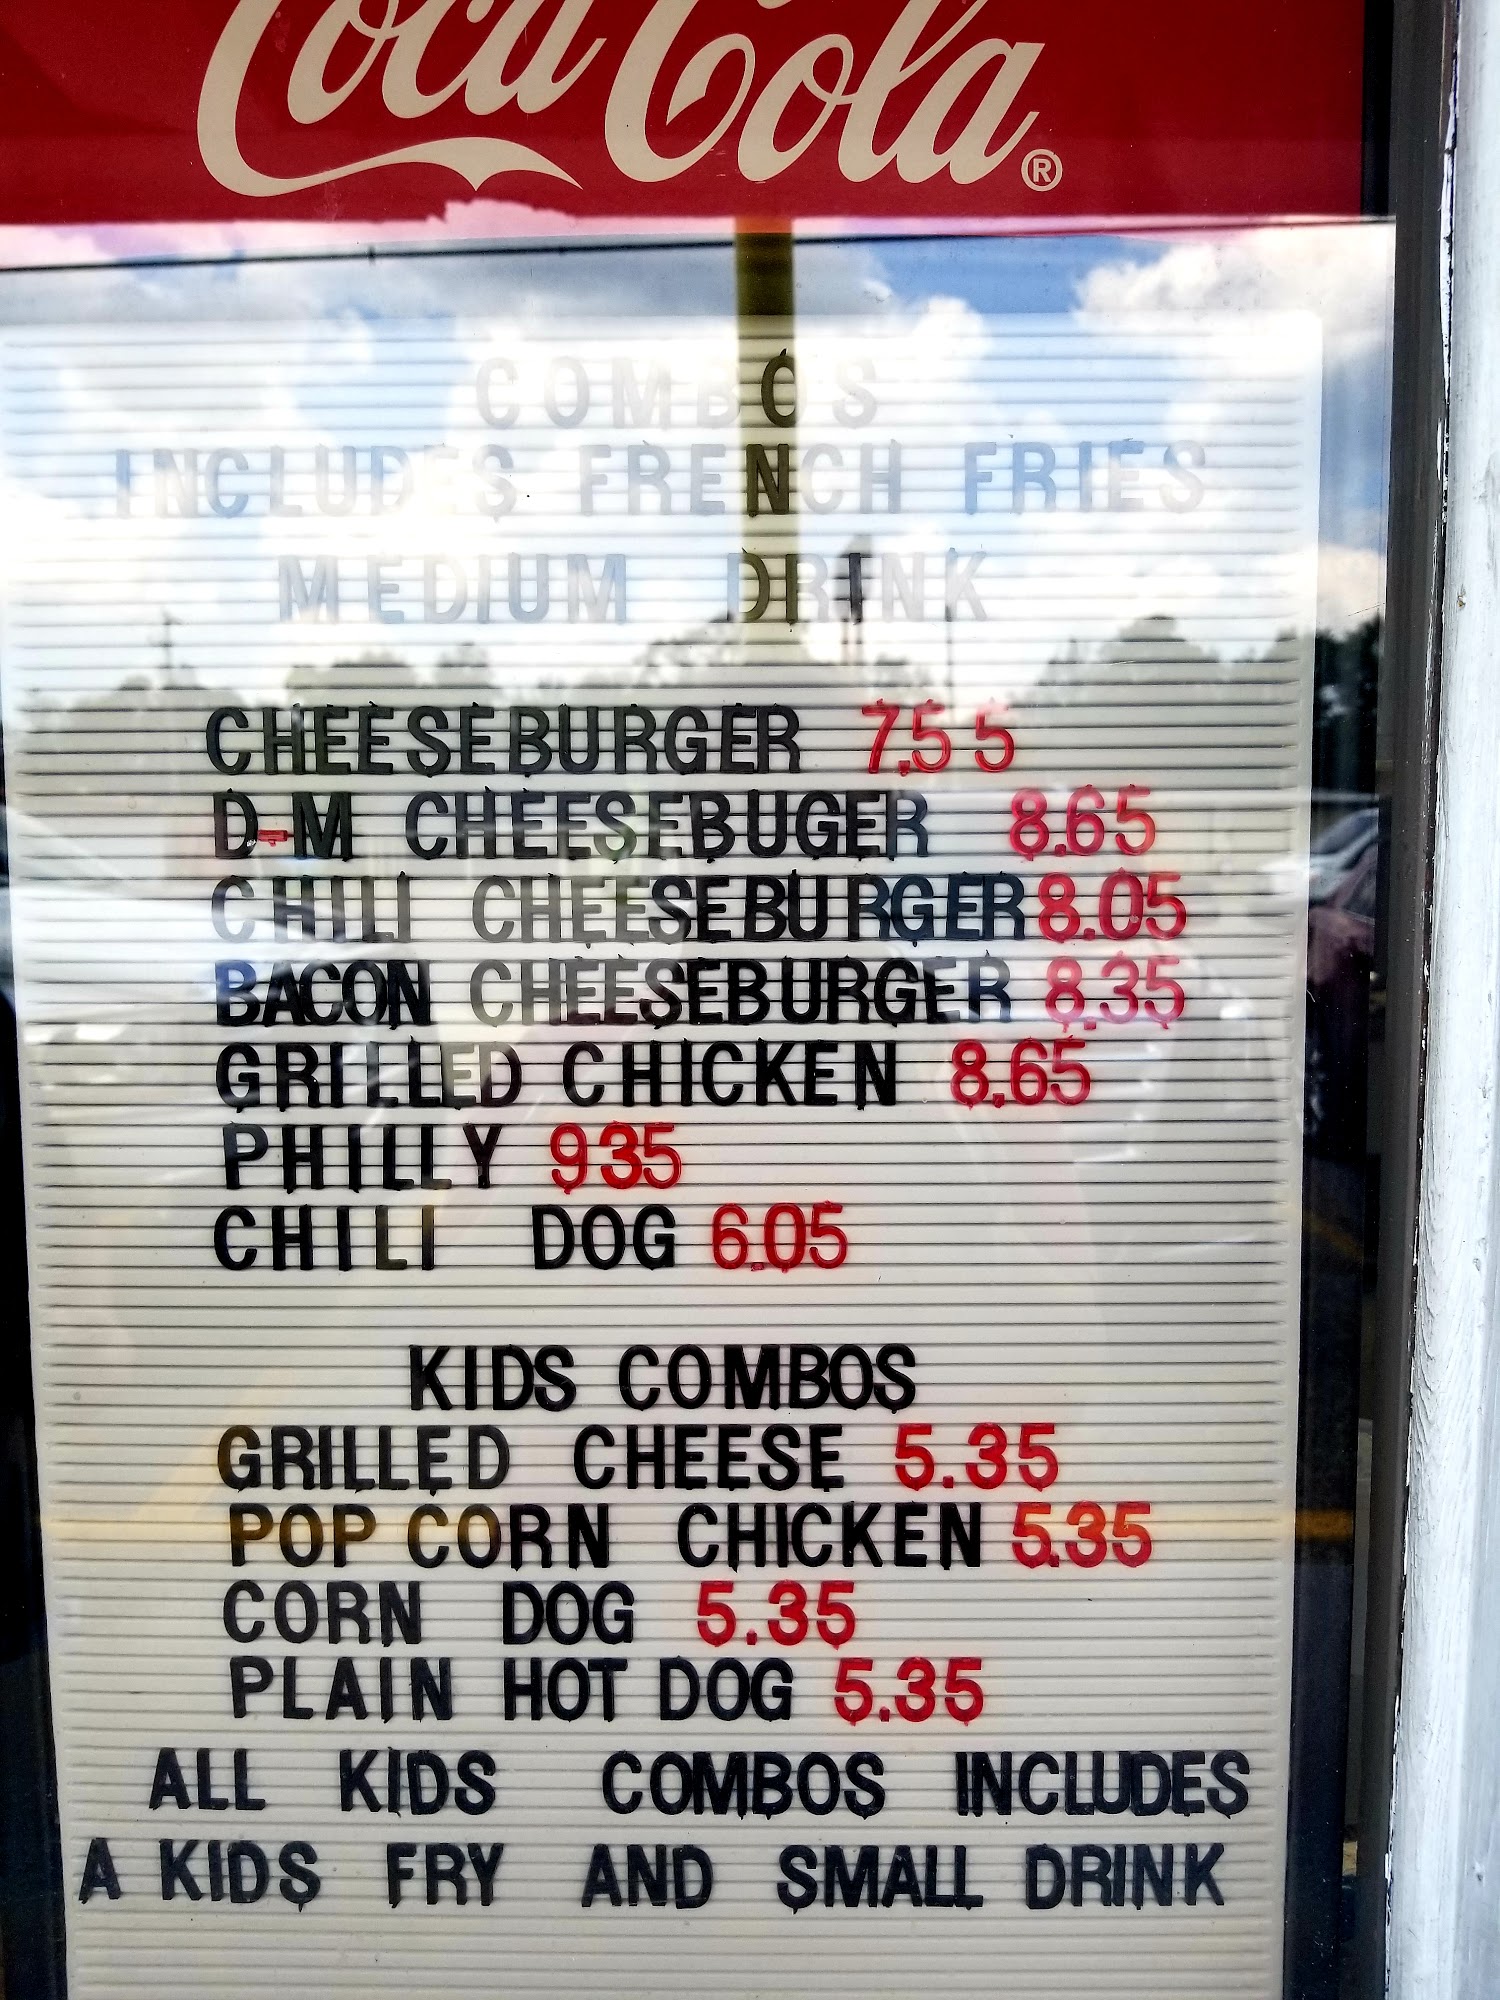 Coca-Cola®
COMBOS
INCLUDES FRENCH FRIES
MEDIUM DRINK
CHEESEBURGER 7.55
D-M CHEESEBUGER 8.65
CHILI CHEESEBURGER 8.05
BACON CHEESEBURGER 8.35
GRILLED CHICKEN 8.65
PHILLY 935
CHILI DOG 6.05
KIDS COMBOS
GRILLED CHEESE 5.35
POP CORN CHICKEN 5.35
CORN DOG 5.35
PLAIN HOT DOG 5.35
ALL KIDS COMBOS INCLUDES
A KIDS FRY AND SMALL DRINK